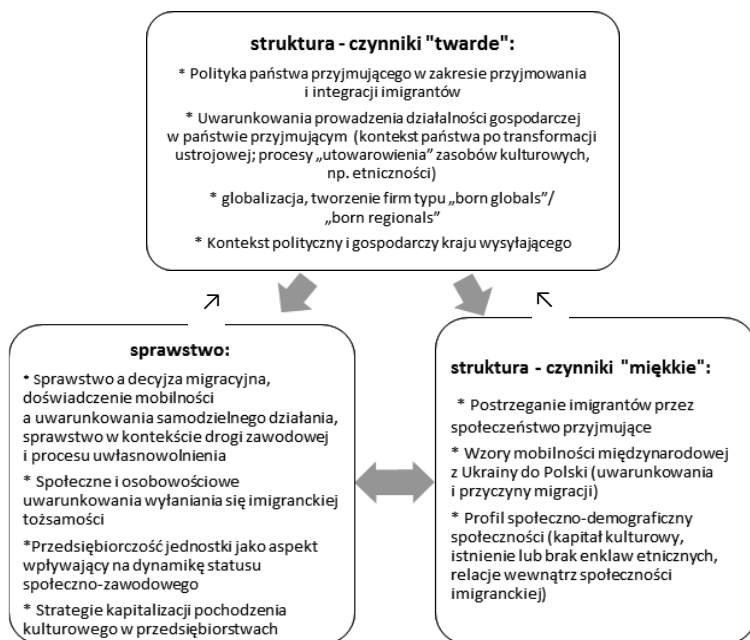 struktura - czynniki "twarde":
* Polityka państwa przyjmującego w zakresie przyjmowania
i integracji imigrantów
* Uwarunkowania prowadzenia działalności gospodarczej
w państwie przyjmującym (kontekst państwa po transformacji
ustrojowej; procesy „utowarowienia” zasobów kulturowych,
np. etniczności)
* globalizacja, tworzenie firm typu „born globals”/
„born regionals”
* Kontekst polityczny i gospodarczy kraju wysyłającego
sprawstwo:
* Sprawstwo a decyzja migracyjna,
doświadczenie mobilności
a uwarunkowania samodzielnego działania,
sprawstwo w kontekście drogi zawodowej
i procesu uwłasnowolnienia
* Społeczne i osobowościowe
uwarunkowania wyłaniania się imigranckiej
tożsamości
*Przedsiębiorczość jednostki jako aspekt
wpływający na dynamikę statusu
społeczno-zawodowego
* Strategie kapitalizacji pochodzenia
kulturowego w przedsiębiorstwach
struktura - czynniki "miękkie":
* Postrzeganie imigrantów przez
społeczeństwo przyjmujące
* Wzory mobilności międzynarodowej
z Ukrainy do Polski (uwarunkowania
i przyczyny migracji)
* Profil społeczno-demograficzny
społeczności (kapitał kulturowy,
istnienie lub brak enklaw etnicznych,
relacje wewnątrz społeczności
imigranckiej)